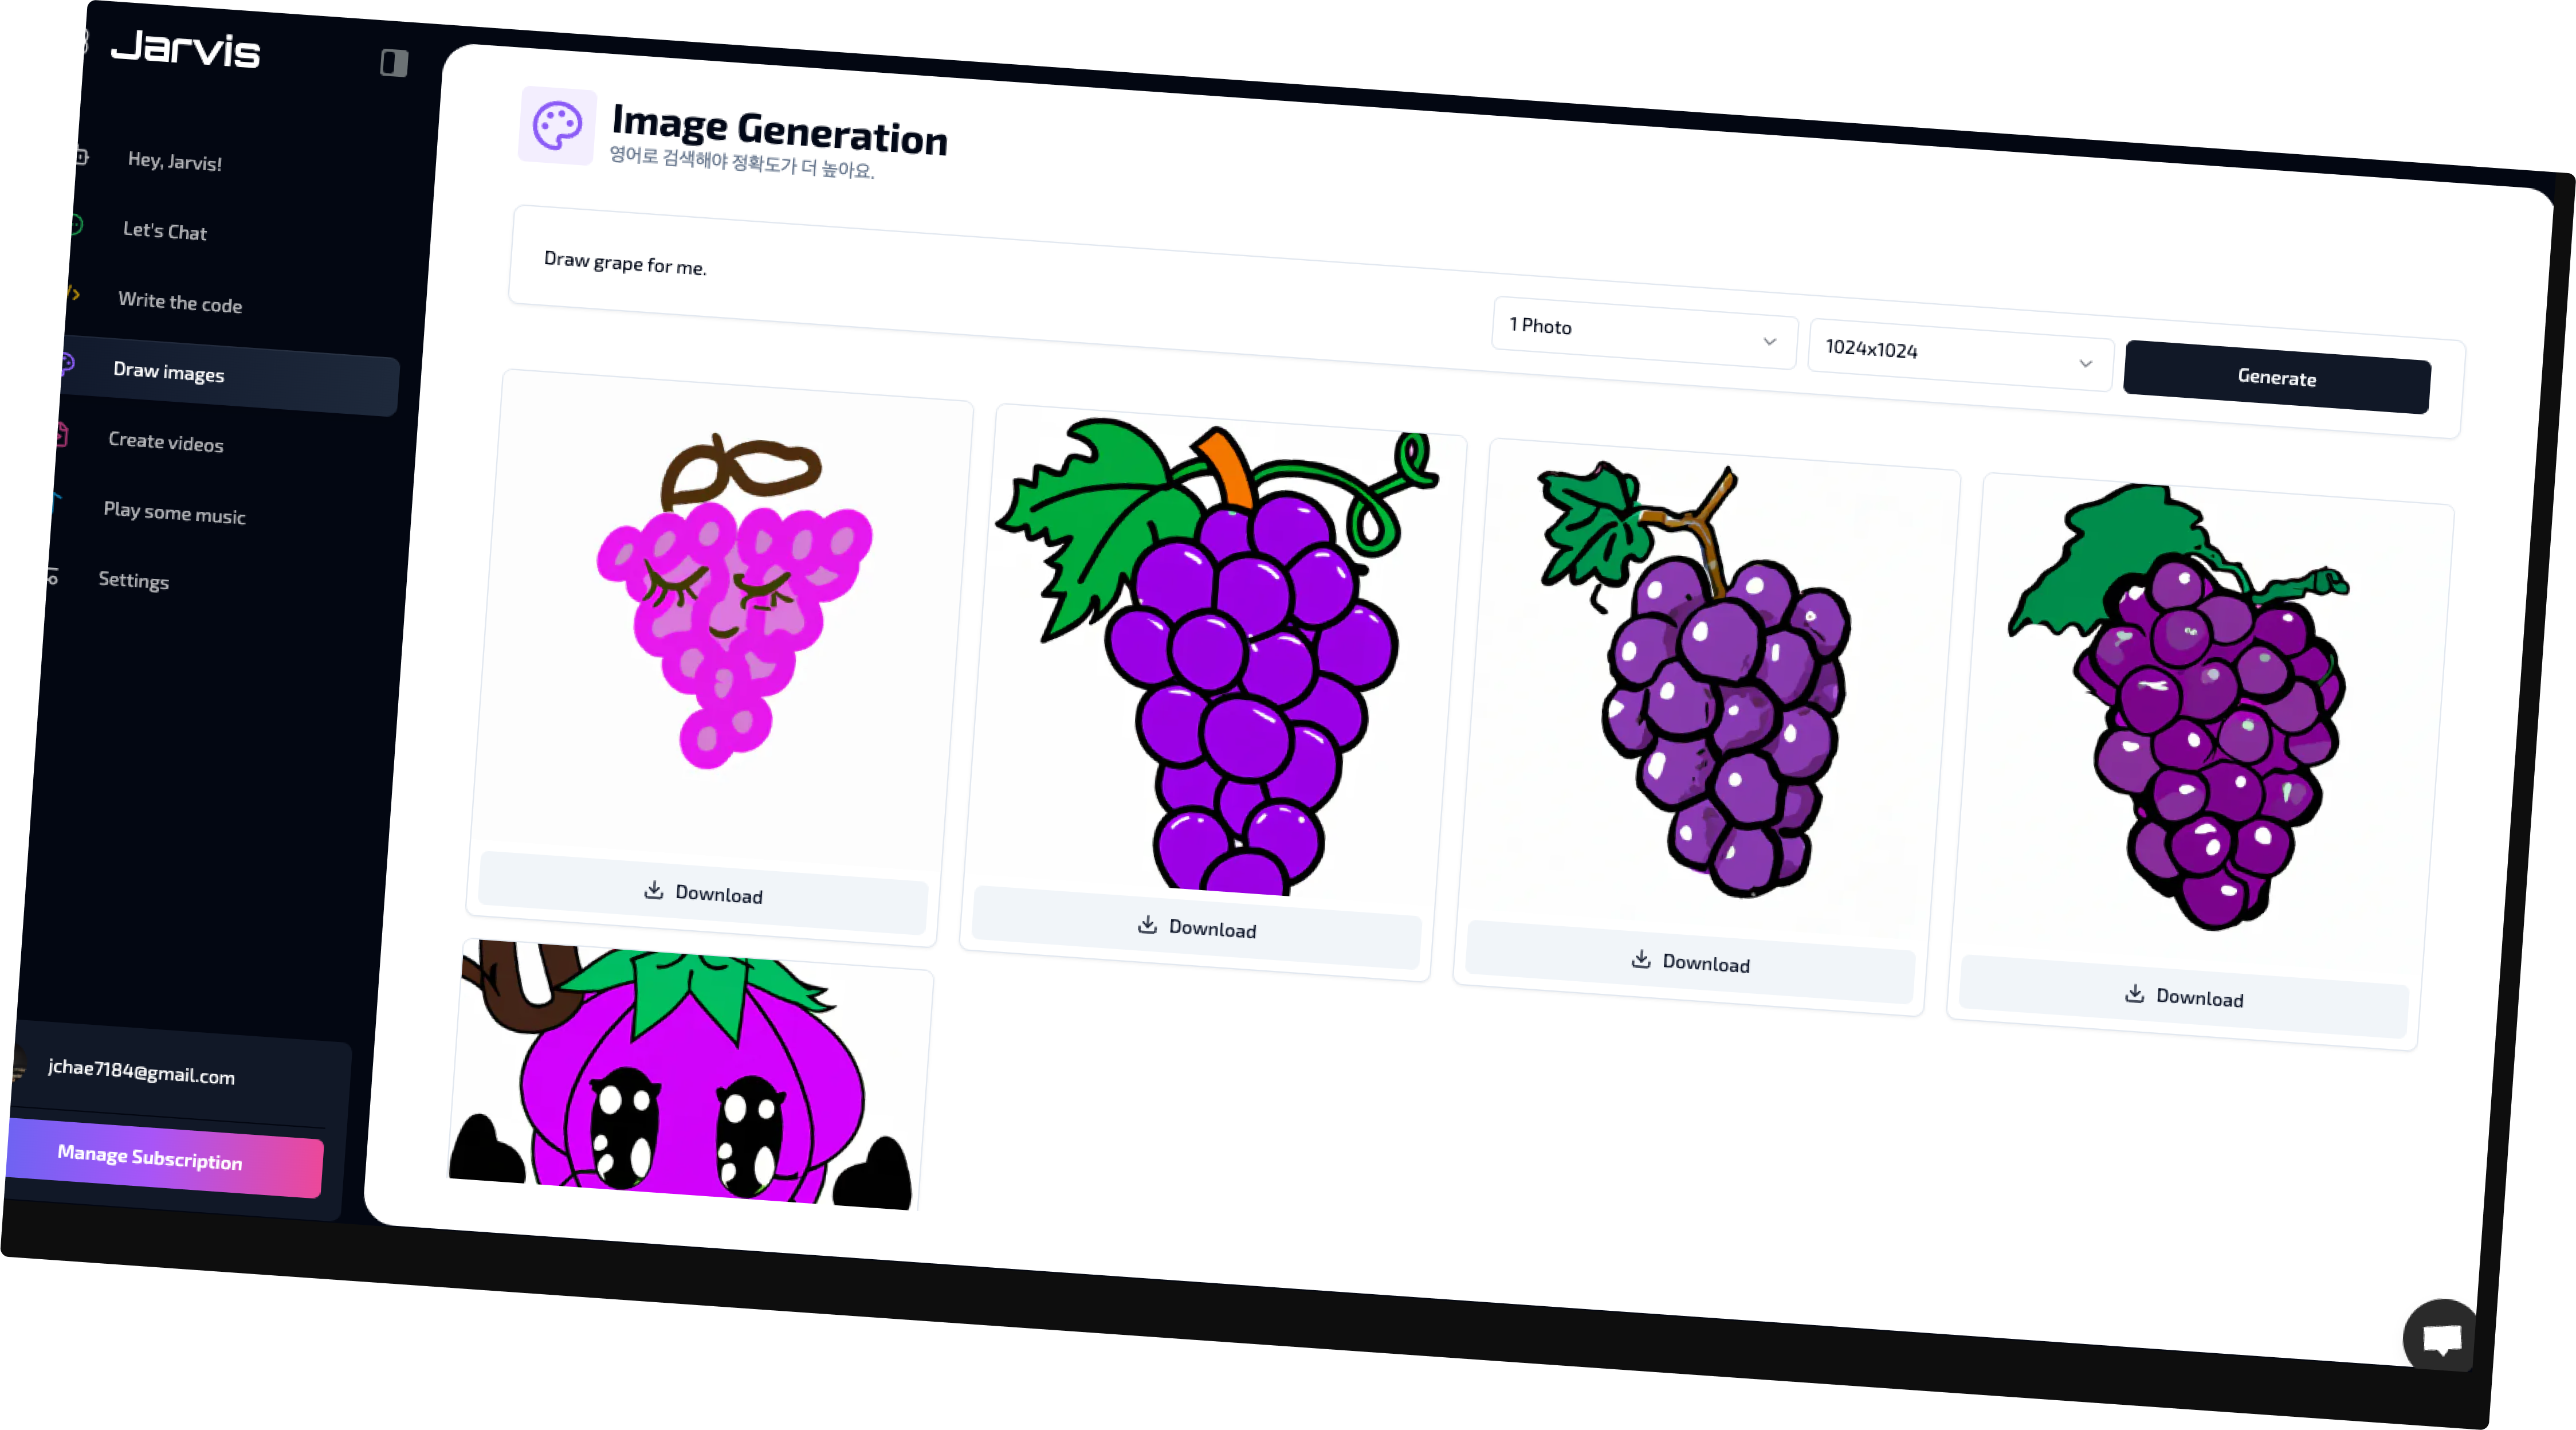 Jarvis
Hey, Jarvis!
Let's Chat
Write the code
Draw images
Create videos
Play some music
Settings
jchae7184@gmail.com
Manage Subscription
Image Generation
영어로 검색해야 정확도가 더 높아요.
Draw grape for me.
1 Photo
1024x1024
Generate
Download
Download
Download
Download